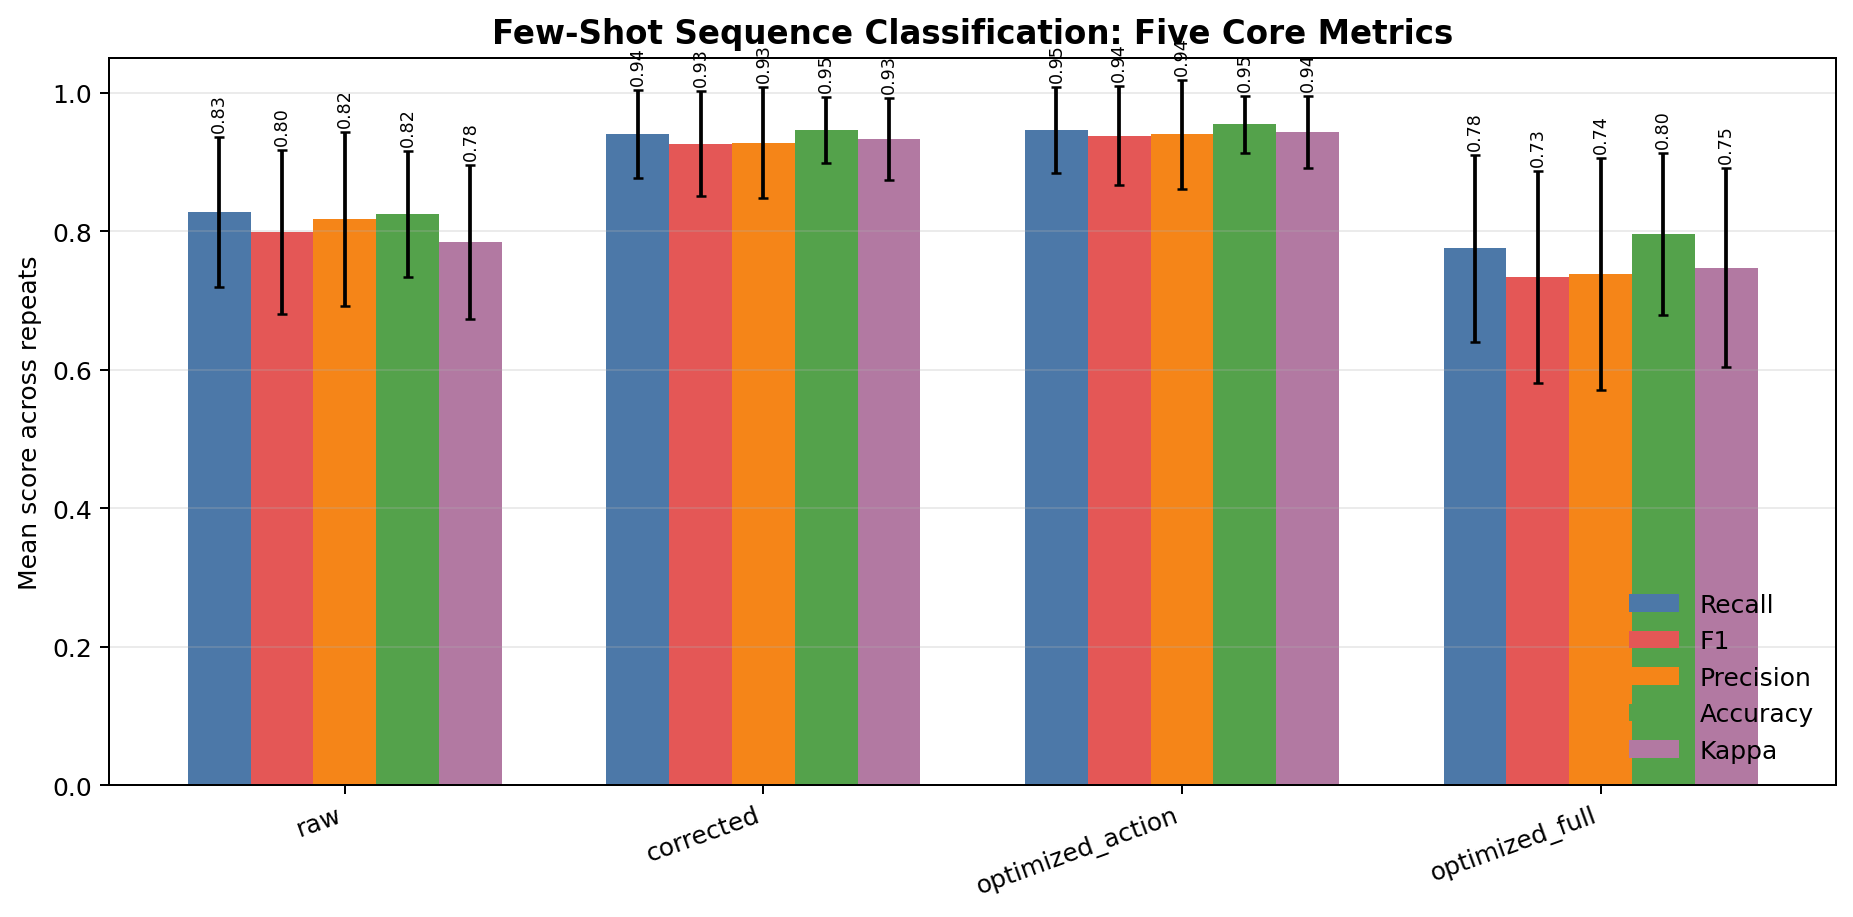 Few-Shot Sequence Classification: Five Core Metrics
Mean score across repeats
1.0
0.8
0.6
0.4
0.2
0.0
0.83
0.80
0.82
0.82
0.78
0.94
0.93
0.93
0.95
0.93
0.95
0.94
0.94
0.95
0.94
0.78
0.73
0.74
0.80
0.75
Recall
F1
Precision
Accuracy
Kappa
raw
corrected
optimized_action
optimized_full